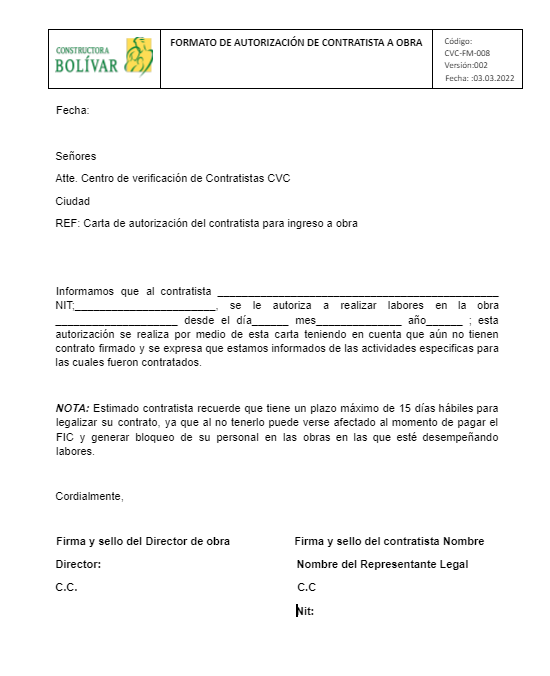 CONSTRUCTORA
BOLÍVAR
FORMATO DE AUTORIZACIÓN DE CONTRATISTA A OBRA
Código:
CVC-FM-008
Versión:002
Fecha: :03.03.2022
Fecha:
Señores
Atte. Centro de verificación de Contratistas CVC
Ciudad
REF: Carta de autorización del contratista para ingreso a obra
Informamos que al contratista ______________________________________________
NIT:_______________________, se le autoriza a realizar labores en la obra
____________________ desde el día______ mes______________ año______ ; esta
autorización se realiza por medio de esta carta teniendo en cuenta que aún no tienen
contrato firmado y se expresa que estamos informados de las actividades especificas para
las cuales fueron contratados.
NOTA: Estimado contratista recuerde que tiene un plazo máximo de 15 días hábiles para
legalizar su contrato, ya que al no tenerlo puede verse afectado al momento de pagar el
FIC y generar bloqueo de su personal en las obras en las que esté desempeñando
labores.
Cordialmente,
Firma y sello del Director de obra
Firma y sello del contratista Nombre
Director:
Nombre del Representante Legal
C.C.
C.C
Nit: